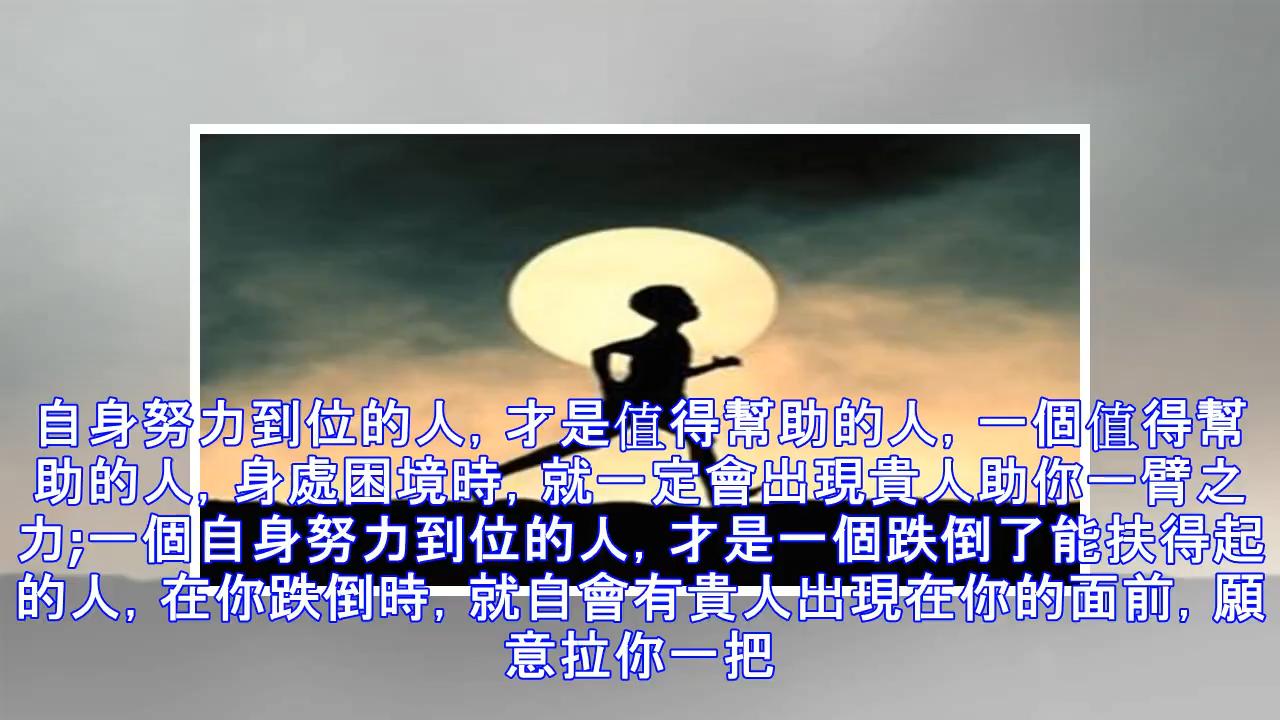 自身努力到位的人, 才是值得幫助的人, 一個值得幫
助的人, 身處困境時, 就一定會出現貴人助你一臂之
力;一個自身努力到位的人, 才是一個跌倒了能扶得起
的人, 在你跌倒時, 就自會有貴人出現在你的面前, 願
意拉你一把